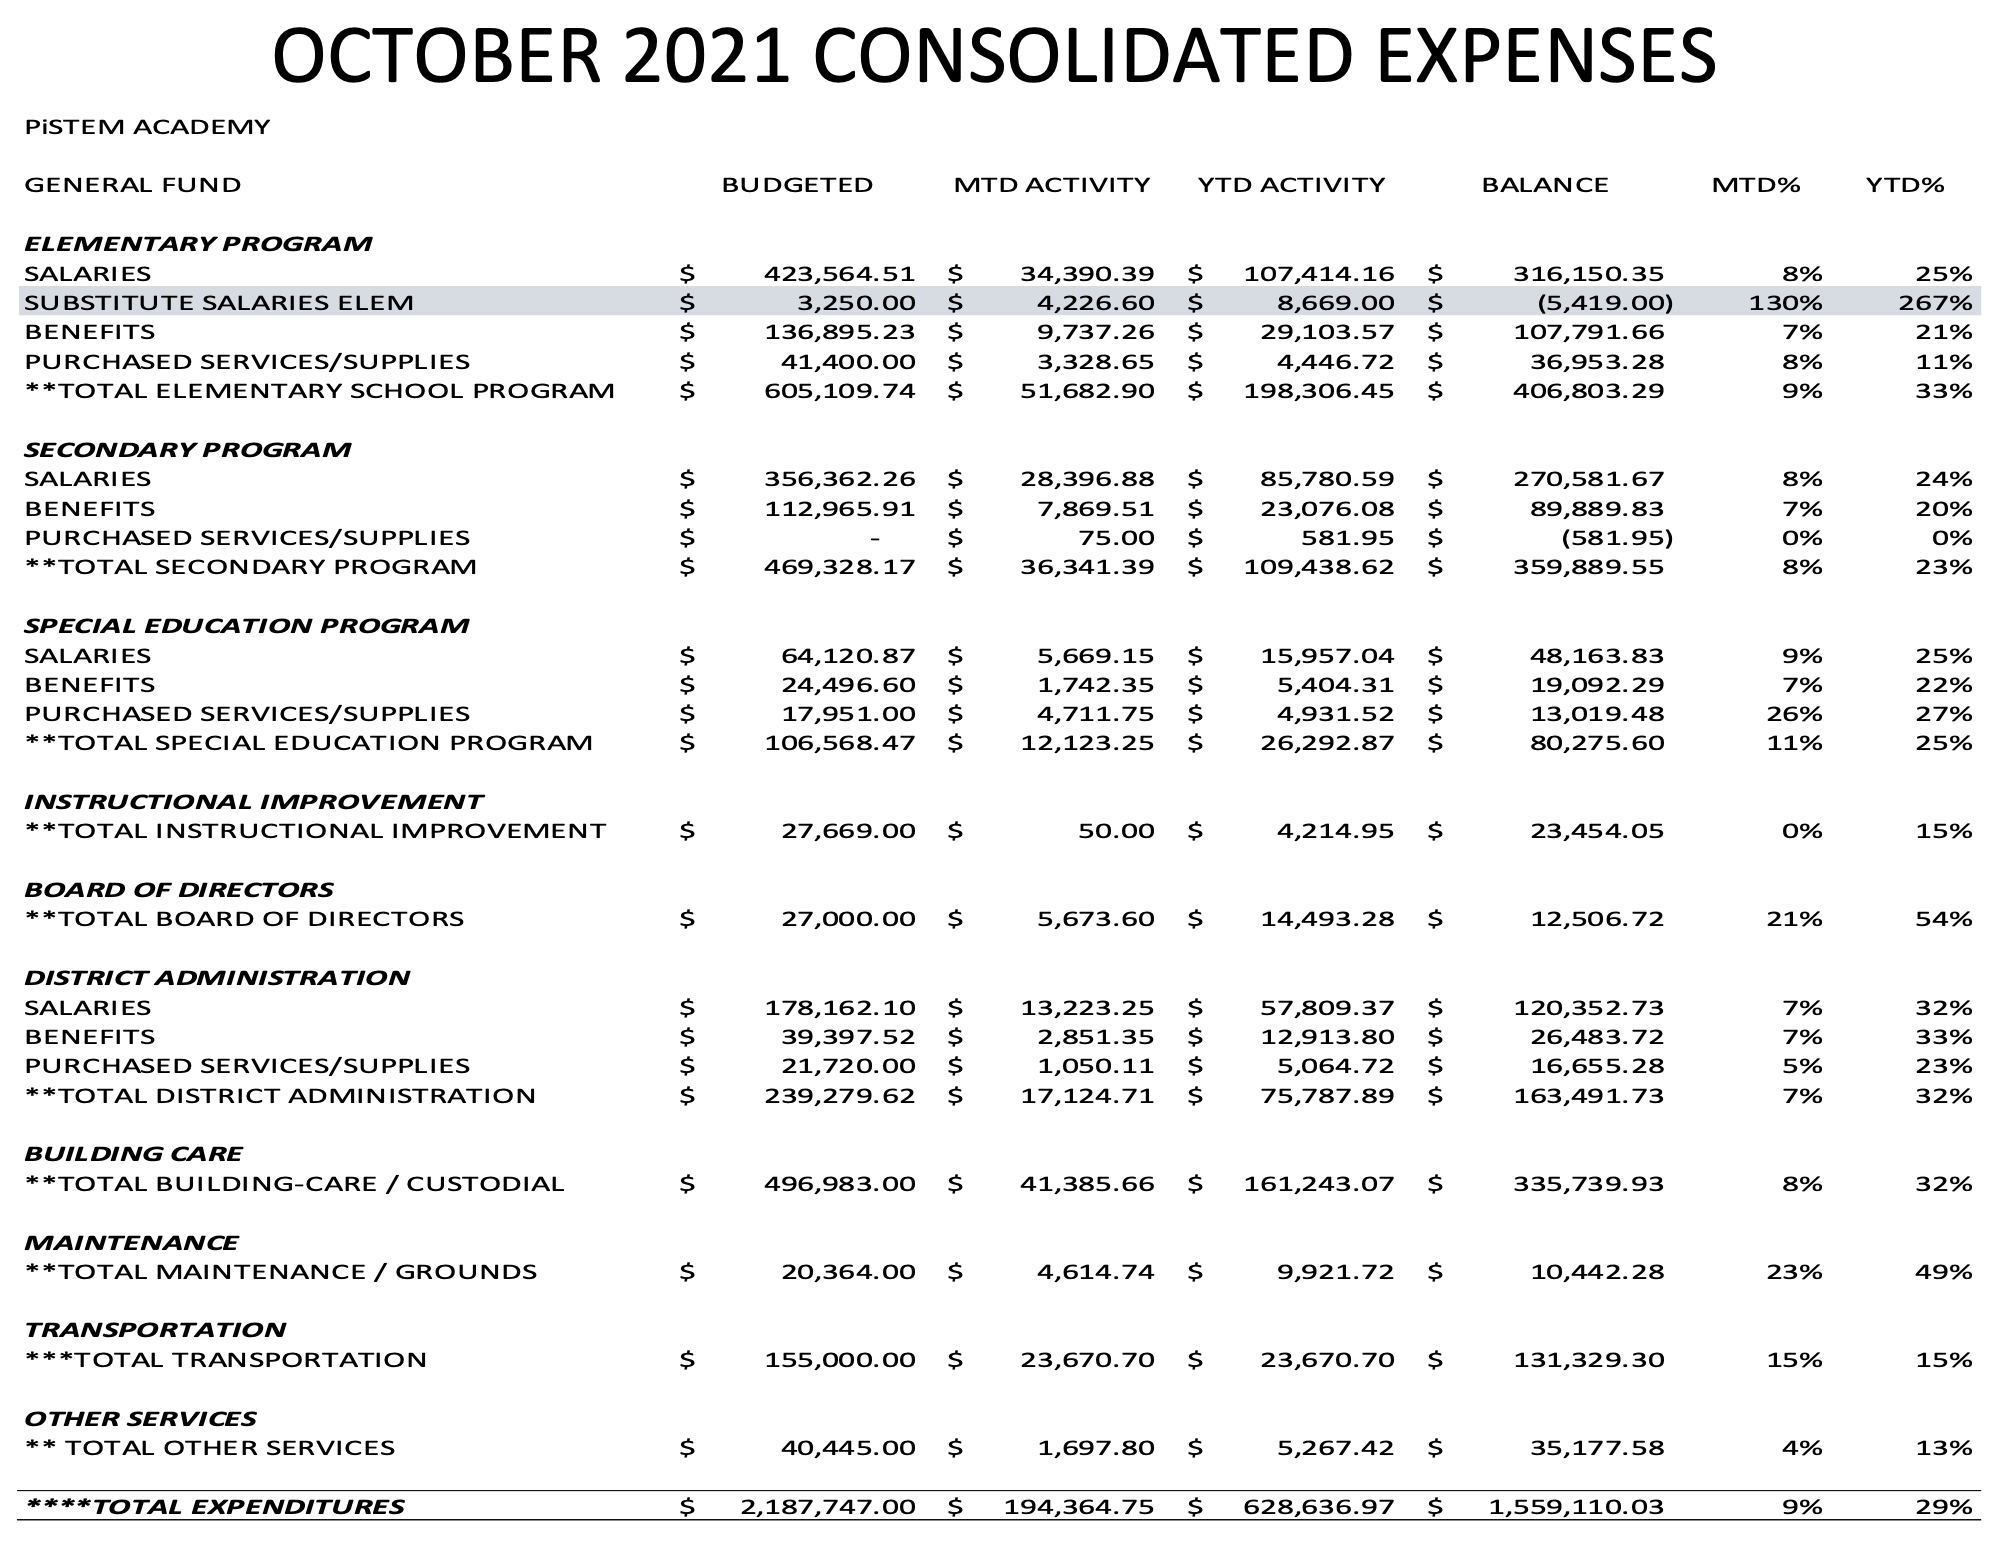 OCTOBER 2021 CONSOLIDATED EXPENSES
PiSTEM ACADEMY
GENERAL FUND BUDGETED MTD ACTIVITY YTD ACTIVITY BALANCE MTD% YTD%
ELEMENTARY PROGRAM
SALARIES $ 423,564.51 $ 34,390.39 $ 107,414.16 $ 316,150.35 8% 25%
SUBSTITUTE SALARIES ELEM $ 3,250.00 $ 4,226.60 $ 8,669.00 $ (5,419.00) 130% 267%
BENEFITS $ 136,895.23 $ 9,737.26 $ 29,103.57 $ 107,791.66 7% 21%
PURCHASED SERVICES/SUPPLIES $ 41,400.00 $ 3,328.65 $ 4,446.72 $ 36,953.28 8% 11%
**TOTAL ELEMENTARY SCHOOL PROGRAM $ 605,109.74 $ 51,682.90 $ 198,306.45 $ 406,803.29 9% 33%
SECONDARY PROGRAM
SALARIES $ 356,362.26 $ 28,396.88 $ 85,780.59 $ 270,581.67 8% 24%
BENEFITS $ 112,965.91 $ 7,869.51 $ 23,076.08 $ 89,889.83 7% 20%
PURCHASED SERVICES/SUPPLIES $ - $ 75.00 $ 581.95 $ (581.95) 0% 0%
**TOTAL SECONDARY PROGRAM $ 469,328.17 $ 36,341.39 $ 109,438.62 $ 359,889.55 8% 23%
SPECIAL EDUCATION PROGRAM
SALARIES $ 64,120.87 $ 5,669.15 $ 15,957.04 $ 48,163.83 9% 25%
BENEFITS $ 24,496.60 $ 1,742.35 $ 5,404.31 $ 19,092.29 7% 22%
PURCHASED SERVICES/SUPPLIES $ 17,951.00 $ 4,711.75 $ 4,931.52 $ 13,019.48 26% 27%
**TOTAL SPECIAL EDUCATION PROGRAM $ 106,568.47 $ 12,123.25 $ 26,292.87 $ 80,275.60 11% 25%
INSTRUCTIONAL IMPROVEMENT
**TOTAL INSTRUCTIONAL IMPROVEMENT $ 27,669.00 $ 50.00 $ 4,214.95 $ 23,454.05 0% 15%
BOARD OF DIRECTORS
**TOTAL BOARD OF DIRECTORS $ 27,000.00 $ 5,673.60 $ 14,493.28 $ 12,506.72 21% 54%
DISTRICT ADMINISTRATION
SALARIES $ 178,162.10 $ 13,223.25 $ 57,809.37 $ 120,352.73 7% 32%
BENEFITS $ 39,397.52 $ 2,851.35 $ 12,913.80 $ 26,483.72 7% 33%
PURCHASED SERVICES/SUPPLIES $ 21,720.00 $ 1,050.11 $ 5,064.72 $ 16,655.28 5% 23%
**TOTAL DISTRICT ADMINISTRATION $ 239,279.62 $ 17,124.71 $ 75,787.89 $ 163,491.73 7% 32%
BUILDING CARE
**TOTAL BUILDING-CARE / CUSTODIAL $ 496,983.00 $ 41,385.66 $ 161,243.07 $ 335,739.93 8% 32%
MAINTENANCE
**TOTAL MAINTENANCE / GROUNDS $ 20,364.00 $ 4,614.74 $ 9,921.72 $ 10,442.28 23% 49%
TRANSPORTATION
***TOTAL TRANSPORTATION $ 155,000.00 $ 23,670.70 $ 23,670.70 $ 131,329.30 15% 15%
OTHER SERVICES
** TOTAL OTHER SERVICES $ 40,445.00 $ 1,697.80 $ 5,267.42 $ 35,177.58 4% 13%
****TOTAL EXPENDITURES $ 2,187,747.00 $ 194,364.75 $ 628,636.97 $ 1,559,110.03 9% 29%